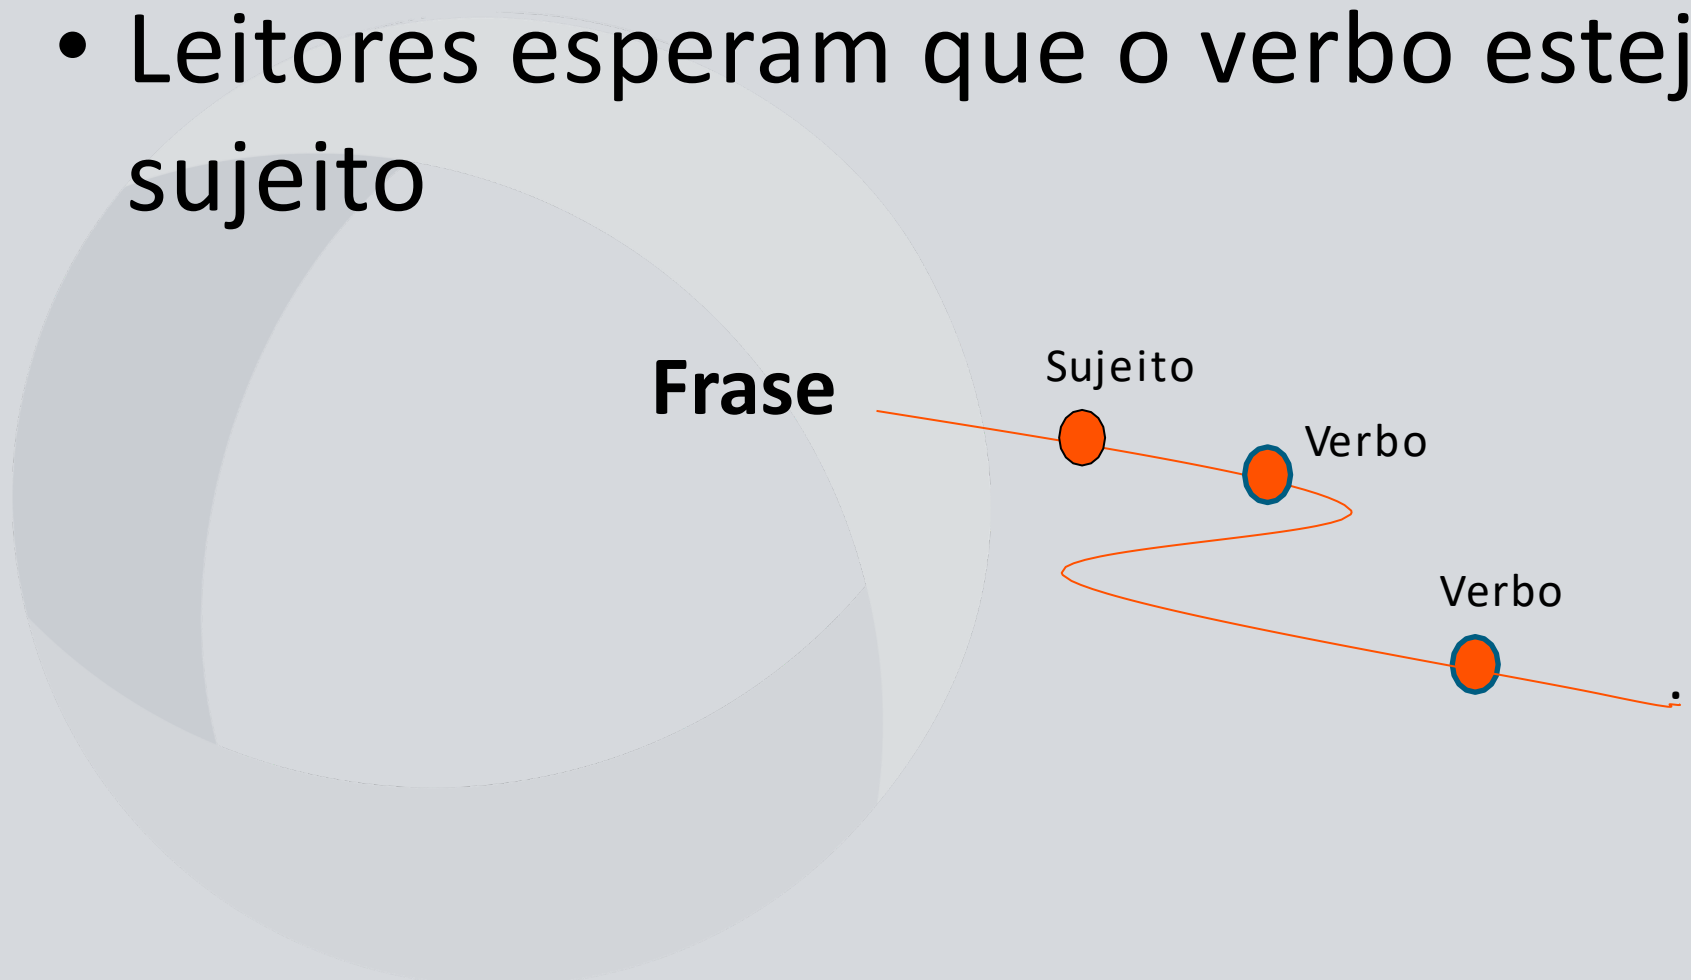 • Leitores esperam que o verbo estej
sujeito
Frase
Sujeito
Verbo
Verbo
.